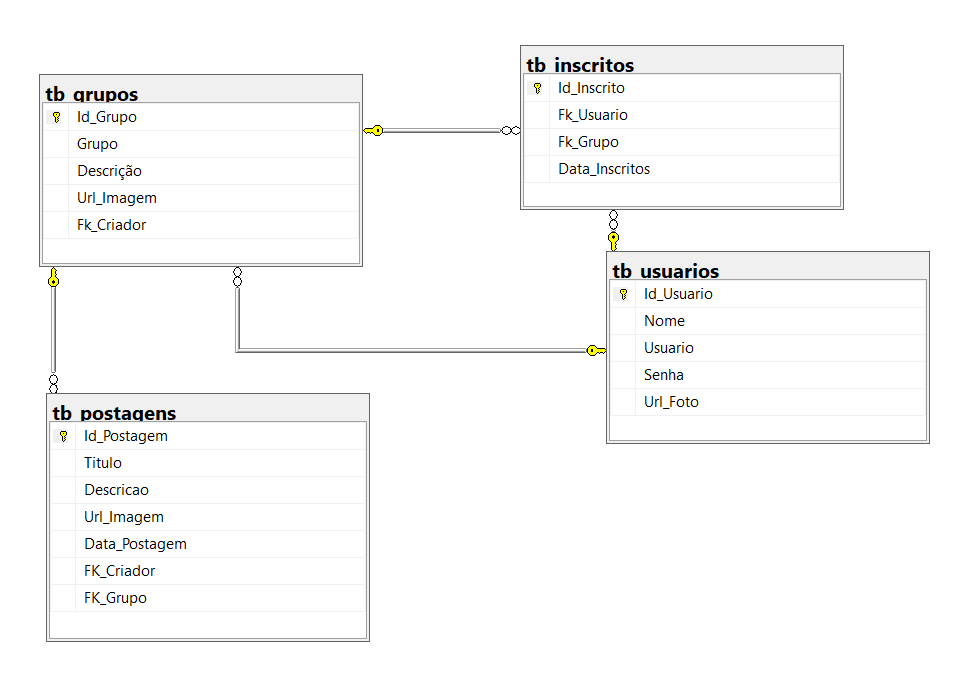 tb_grupos
Id_Grupo
Grupo
Descrição
Url_Imagem
Fk_Criador
tb_inscritos
Id_Inscrito
Fk_Usuario
Fk_Grupo
Data_Inscritos
tb_usuarios
Id_Usuario
Nome
Usuario
Senha
Url_Foto
tb_postagens
Id_Postagem
Titulo
Descricao
Url_Imagem
Data_Postagem
FK_Criador
FK_Grupo